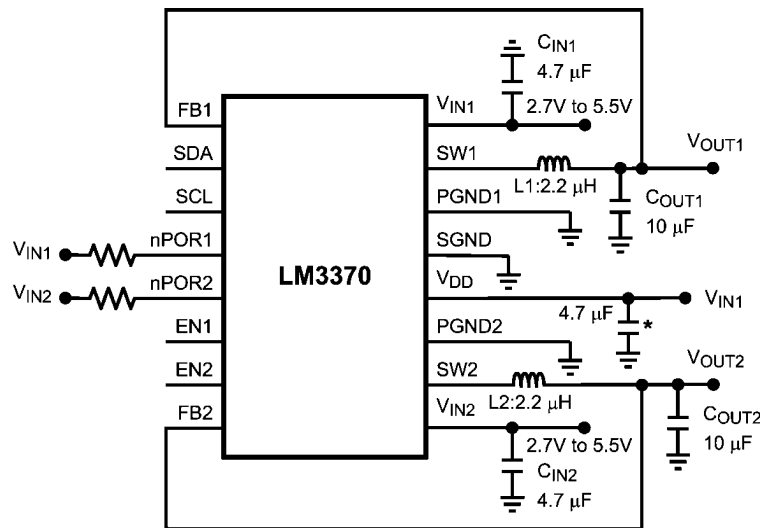 C_IN1
4.7 μF
V_IN1
2.7V to 5.5V
FB1
SDA
SW1
V_OUT1
L1:2.2 μH
SCL
PGND1
C_OUT1
10 μF
V_IN1
nPOR1
SGND
LM3370
V_DD
V_IN2
nPOR2
V_IN1
4.7 μF
*
EN1
PGND2
EN2
SW2
V_OUT2
L2:2.2 μH
FB2
V_IN2
2.7V to 5.5V
C_OUT2
10 μF
C_IN2
4.7 μF